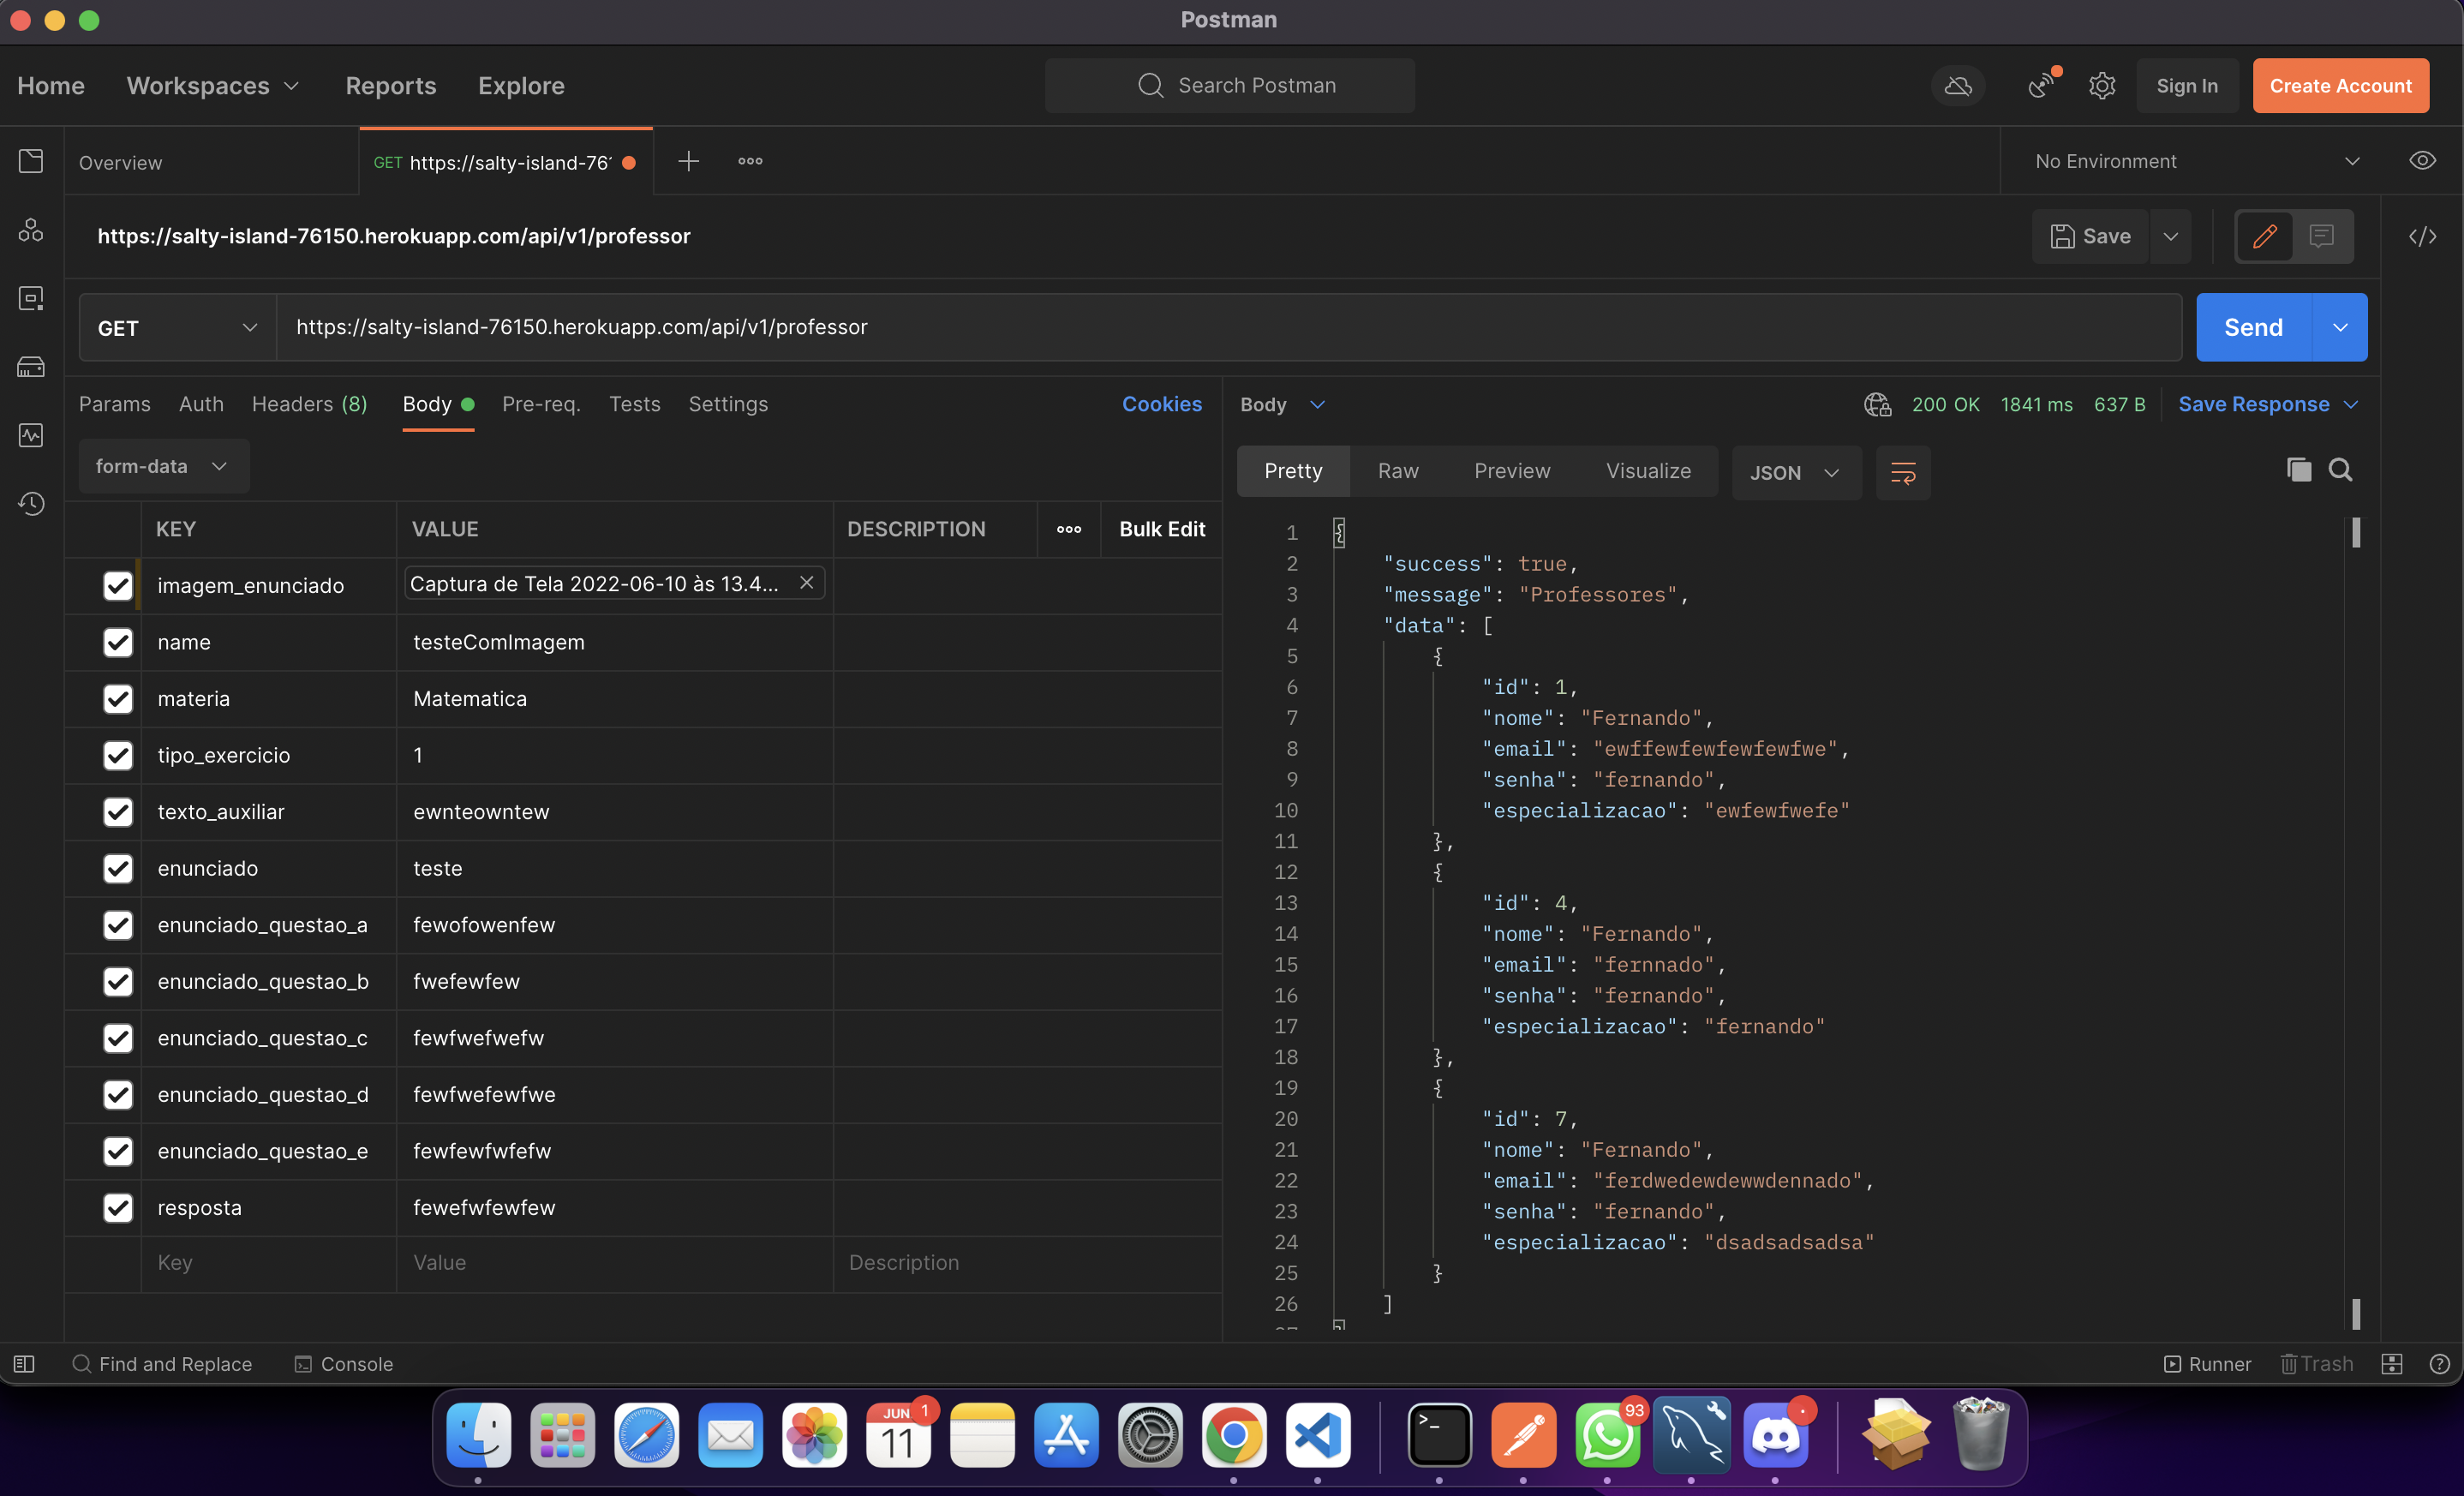 Postman
Home Workspaces Reports Explore Search Postman Sign In Create Account
Overview GET https://salty-island-76 No Environment
https://salty-island-76150.herokuapp.com/api/v1/professor Save
GET https://salty-island-76150.herokuapp.com/api/v1/professor Send
Params Auth Headers (8) Body Pre-req. Tests Settings Cookies
form-data
KEY VALUE DESCRIPTION Bulk Edit
imagem_enunciado Captura de Tela 2022-06-10 às 13.4...
name testeComImagem
materia Matematica
tipo_exercicio 1
texto_auxiliar ewnteowntew
enunciado teste
enunciado_questao_a fewofowenfew
enunciado_questao_b fwefewfew
enunciado_questao_c fewfwefwefw
enunciado_questao_d fewfwefewfwe
enunciado_questao_e fewfewfwfefw
resposta fewefwfewfew
Key Value Description
Body 200 OK 1841 ms 637 B Save Response
Pretty Raw Preview Visualize JSON
1 {
2 "success": true,
3 "message": "Professores",
4 "data": [
5 {
6 "id": 1,
7 "nome": "Fernando",
8 "email": "ewffewfewfewfewfwe",
9 "senha": "fernando",
10 "especializacao": "ewfewfwefe"
11 },
12 {
13 "id": 4,
14 "nome": "Fernando",
15 "email": "fernnado",
16 "senha": "fernando",
17 "especializacao": "fernando"
18 },
19 {
20 "id": 7,
21 "nome": "Fernando",
22 "email": "ferdwedewdewwdennado",
23 "senha": "fernando",
24 "especializacao": "dsadsadsadsa"
25 }
26 ]
Find and Replace Console Runner Trash
JUN. 1
11
93